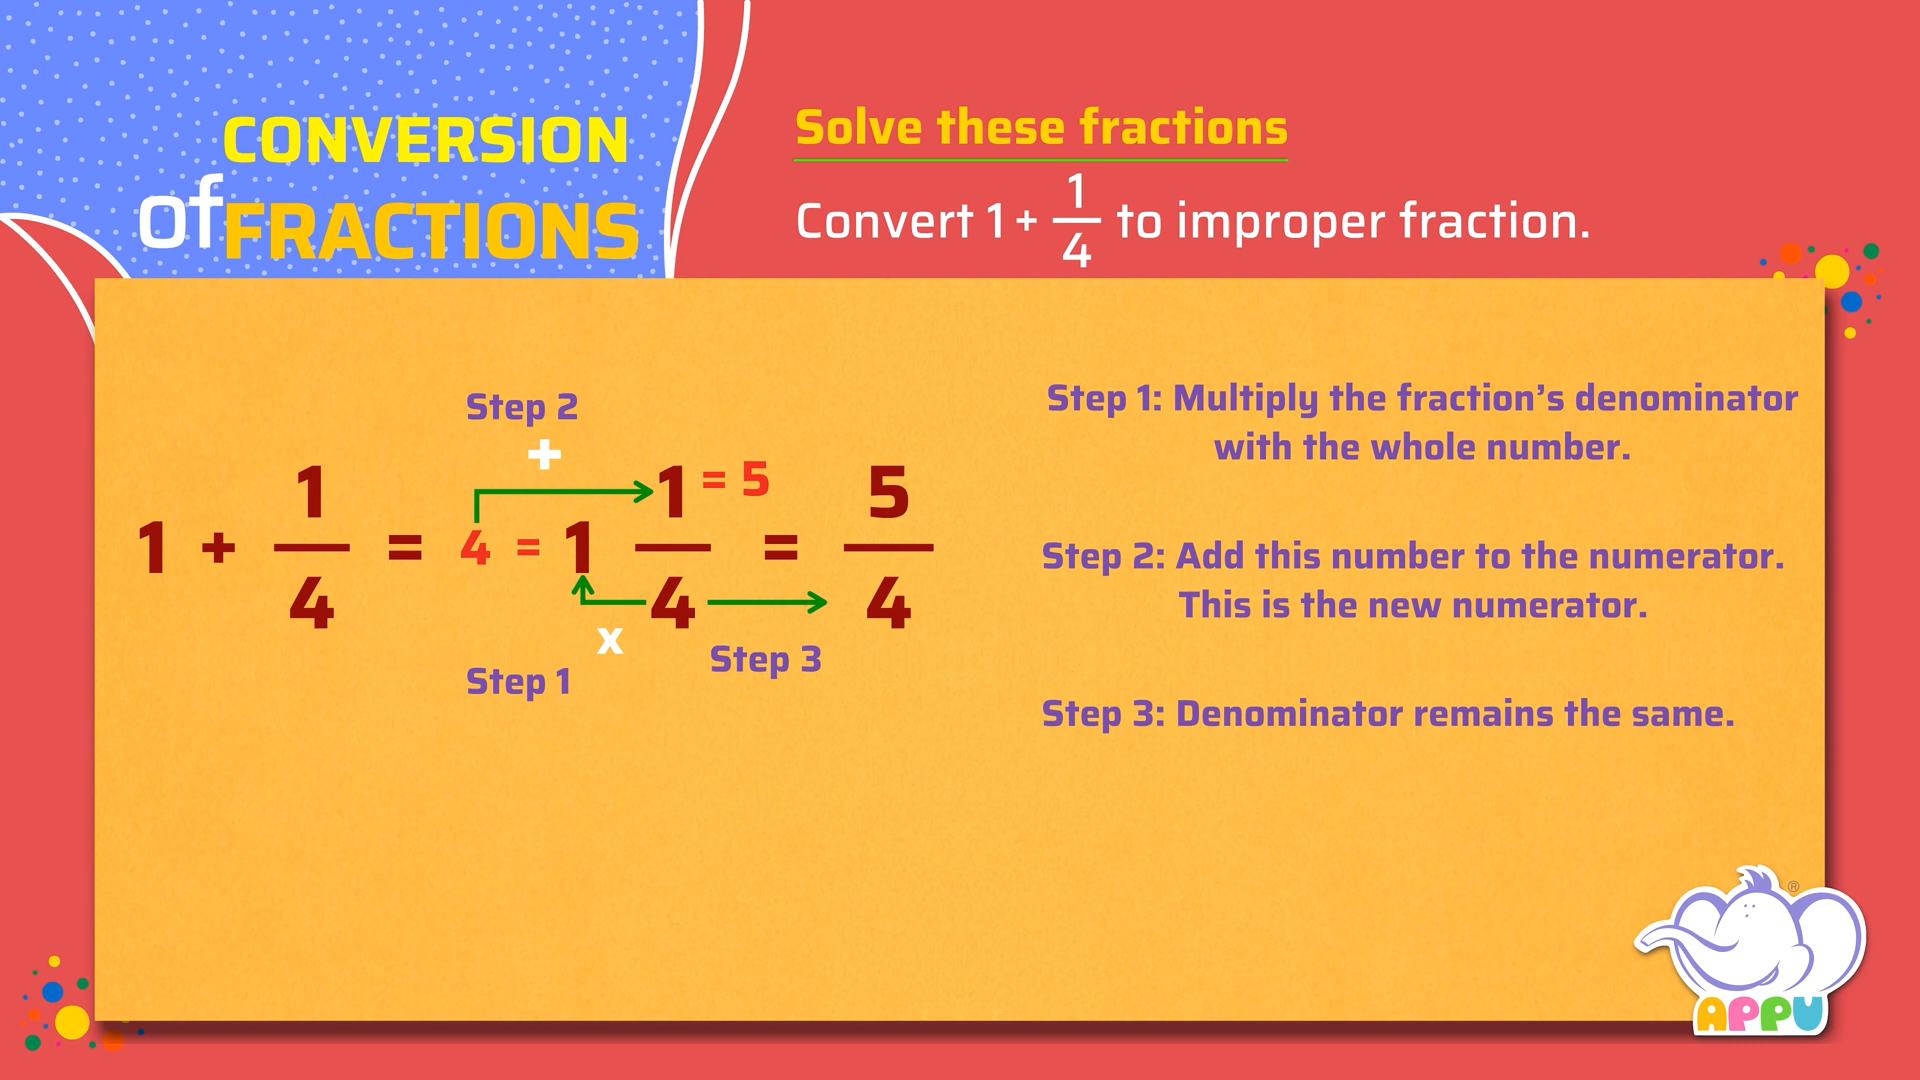 CONVERSION
of FRACTIONS
Solve these fractions
Convert 1 + 1/4 to improper fraction.
Step 2
+
1 + 1/4 = 4 = 1 1/4 = 5/4
= 5
x
Step 1
Step 3
Step 1: Multiply the fraction’s denominator
with the whole number.
Step 2: Add this number to the numerator.
This is the new numerator.
Step 3: Denominator remains the same.
®
APPU